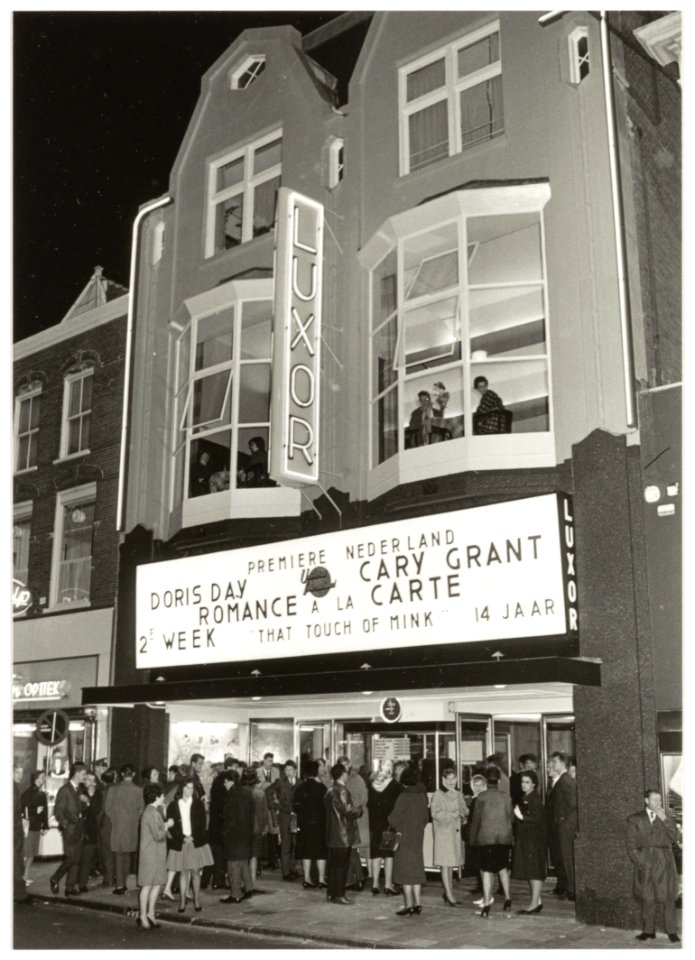 LUXOR
PREMIERE NEDERLAND
DORIS DAY CARY GRANT
ROMANCE A LA CARTE
2E WEEK "THAT TOUCH OF MINK" 14 JAAR
LUXOR
OPTIEK